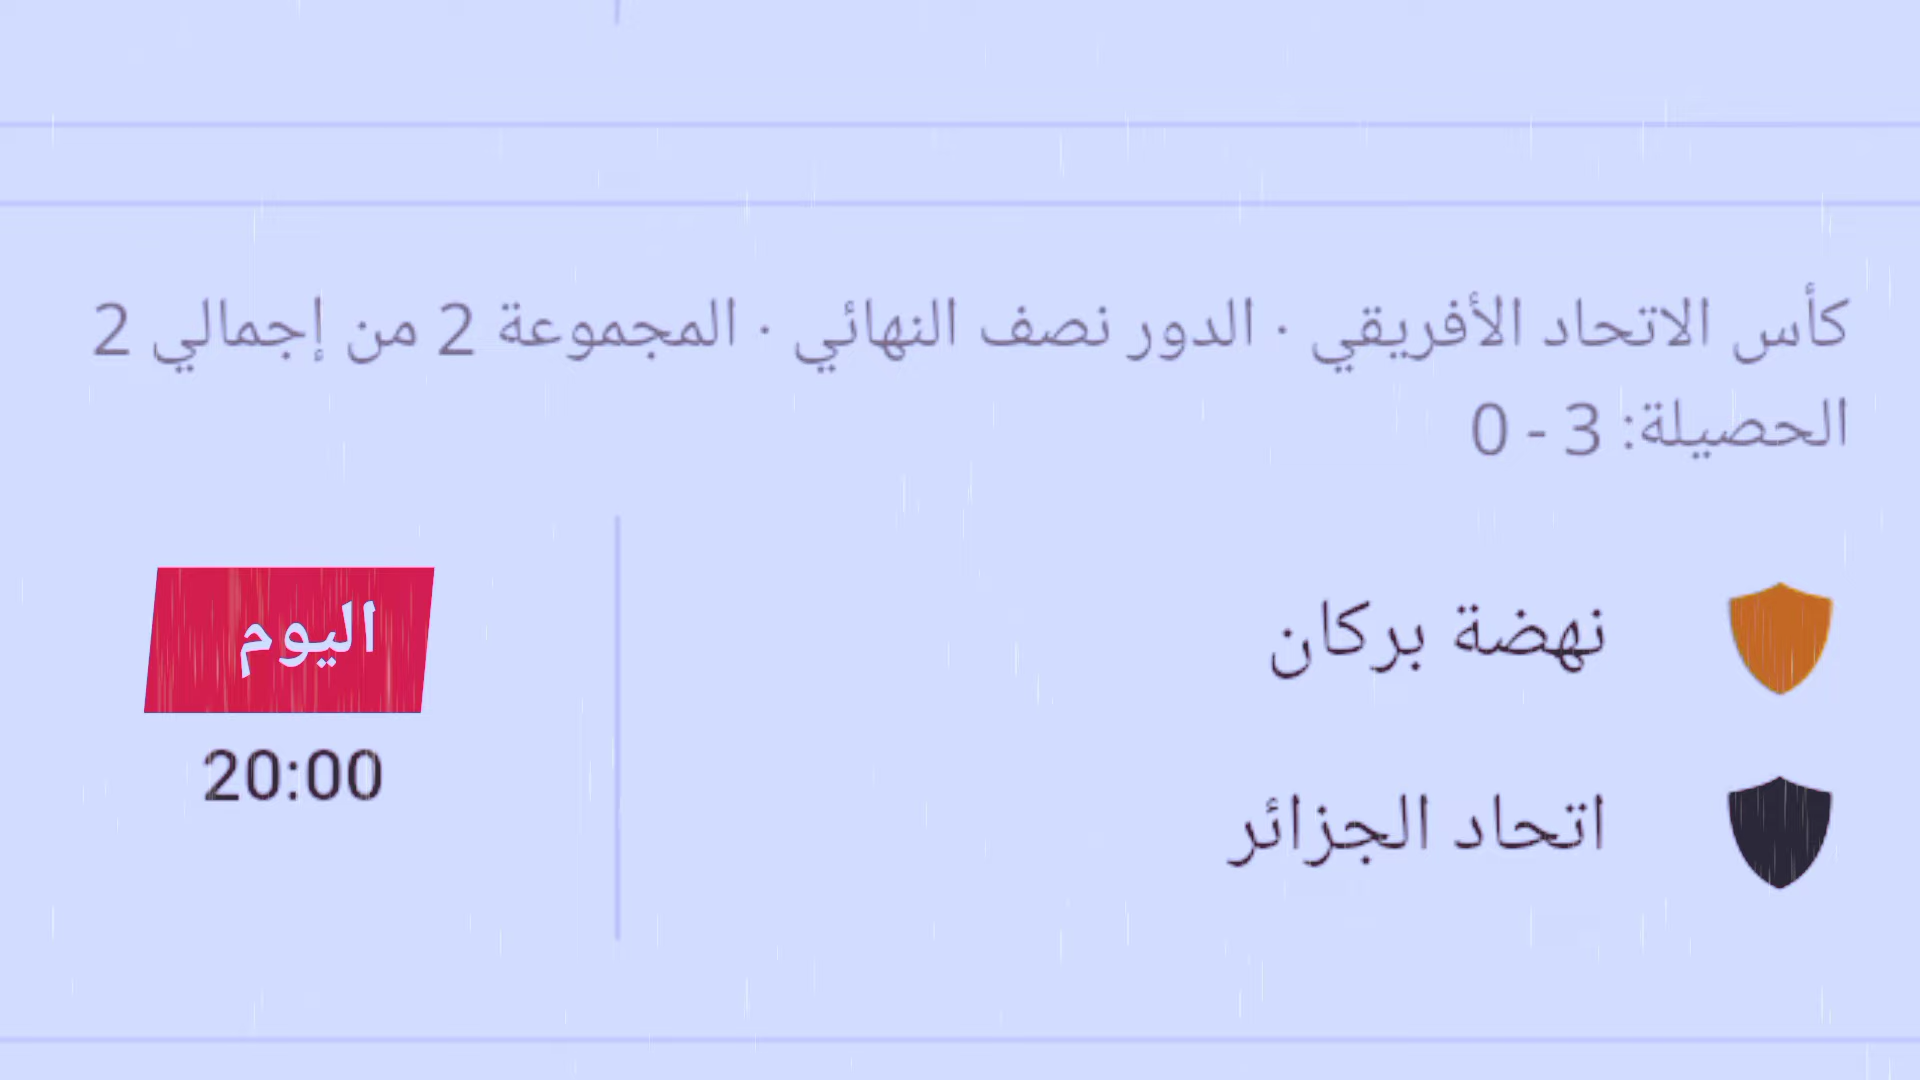 كأس الاتحاد الأفريقي · الدور نصف النهائي · المجموعة 2 من إجمالي 2
الحصيلة: 3 - 0
نهضة بركان
اتحاد الجزائر
اليوم
20:00